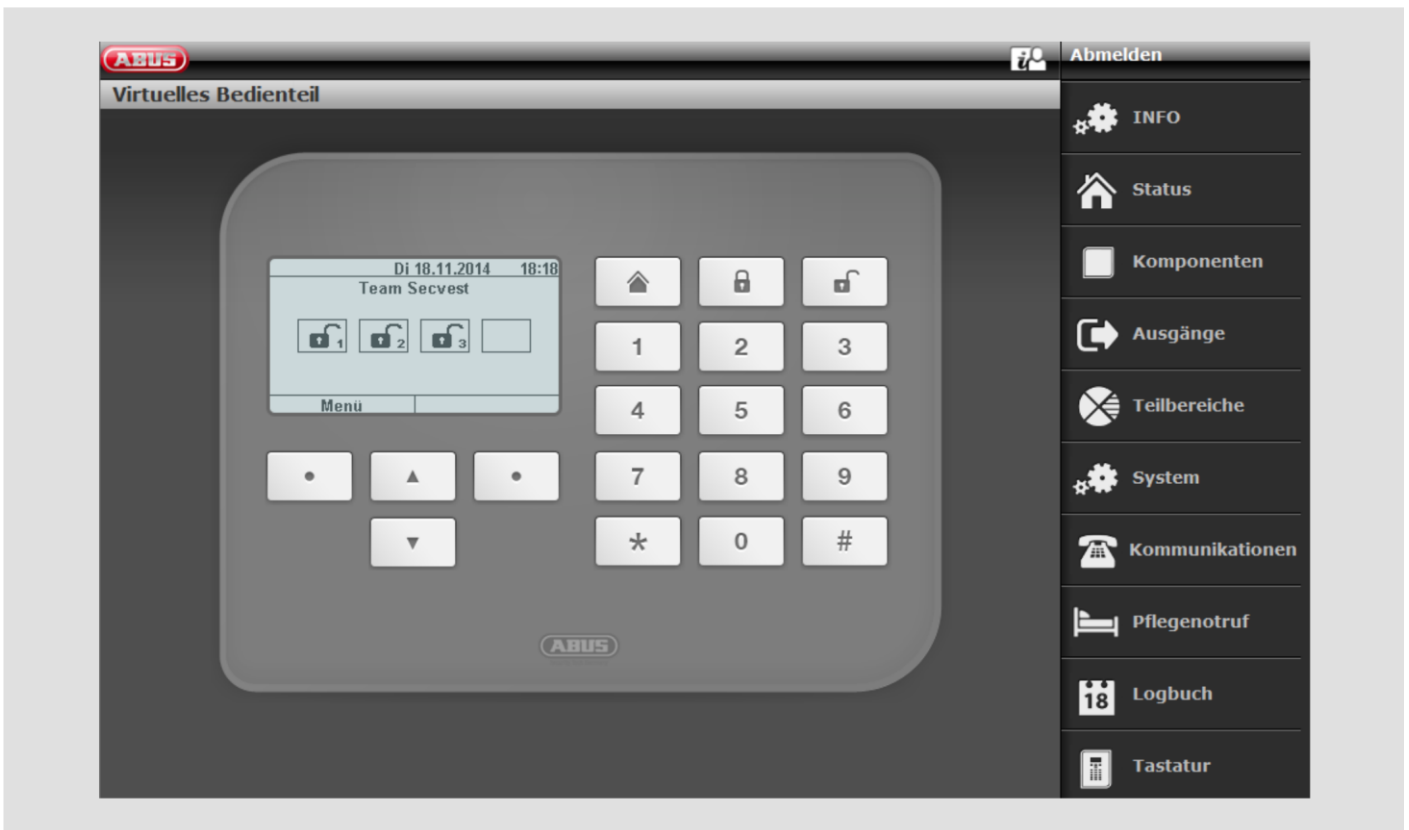 ABUS
Abmelden
Virtuelles Bedienteil
INFO
Status
Komponenten
Ausgänge
Teilbereiche
System
Kommunikationen
Pflegenotruf
18 Logbuch
Tastatur
Di 18.11.2014 18:18
Team Secvest
1 2 3
Menü
1 2 3
4 5 6
7 8 9
* 0 #
ABUS